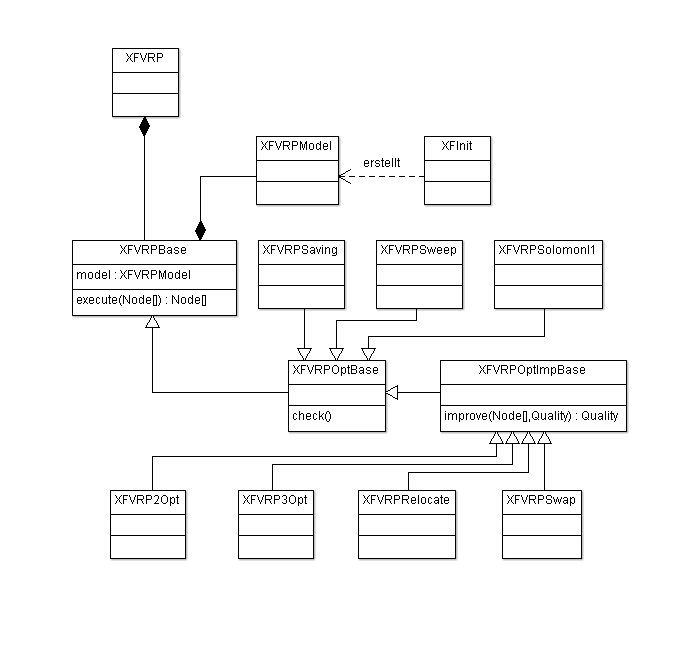 XFVRP
XFVRPModel
erstellt
XFInit
XFVRPBase
model : XFVRPModel
execute(Node[]) : Node[]
XFVRPSaving
XFVRPSweep
XFVRPSolomonI1
XFVRPOptBase
check()
XFVRPOptImpBase
improve(Node[],Quality) : Quality
XFVRP2Opt
XFVRP3Opt
XFVRPRelocate
XFVRPSwap